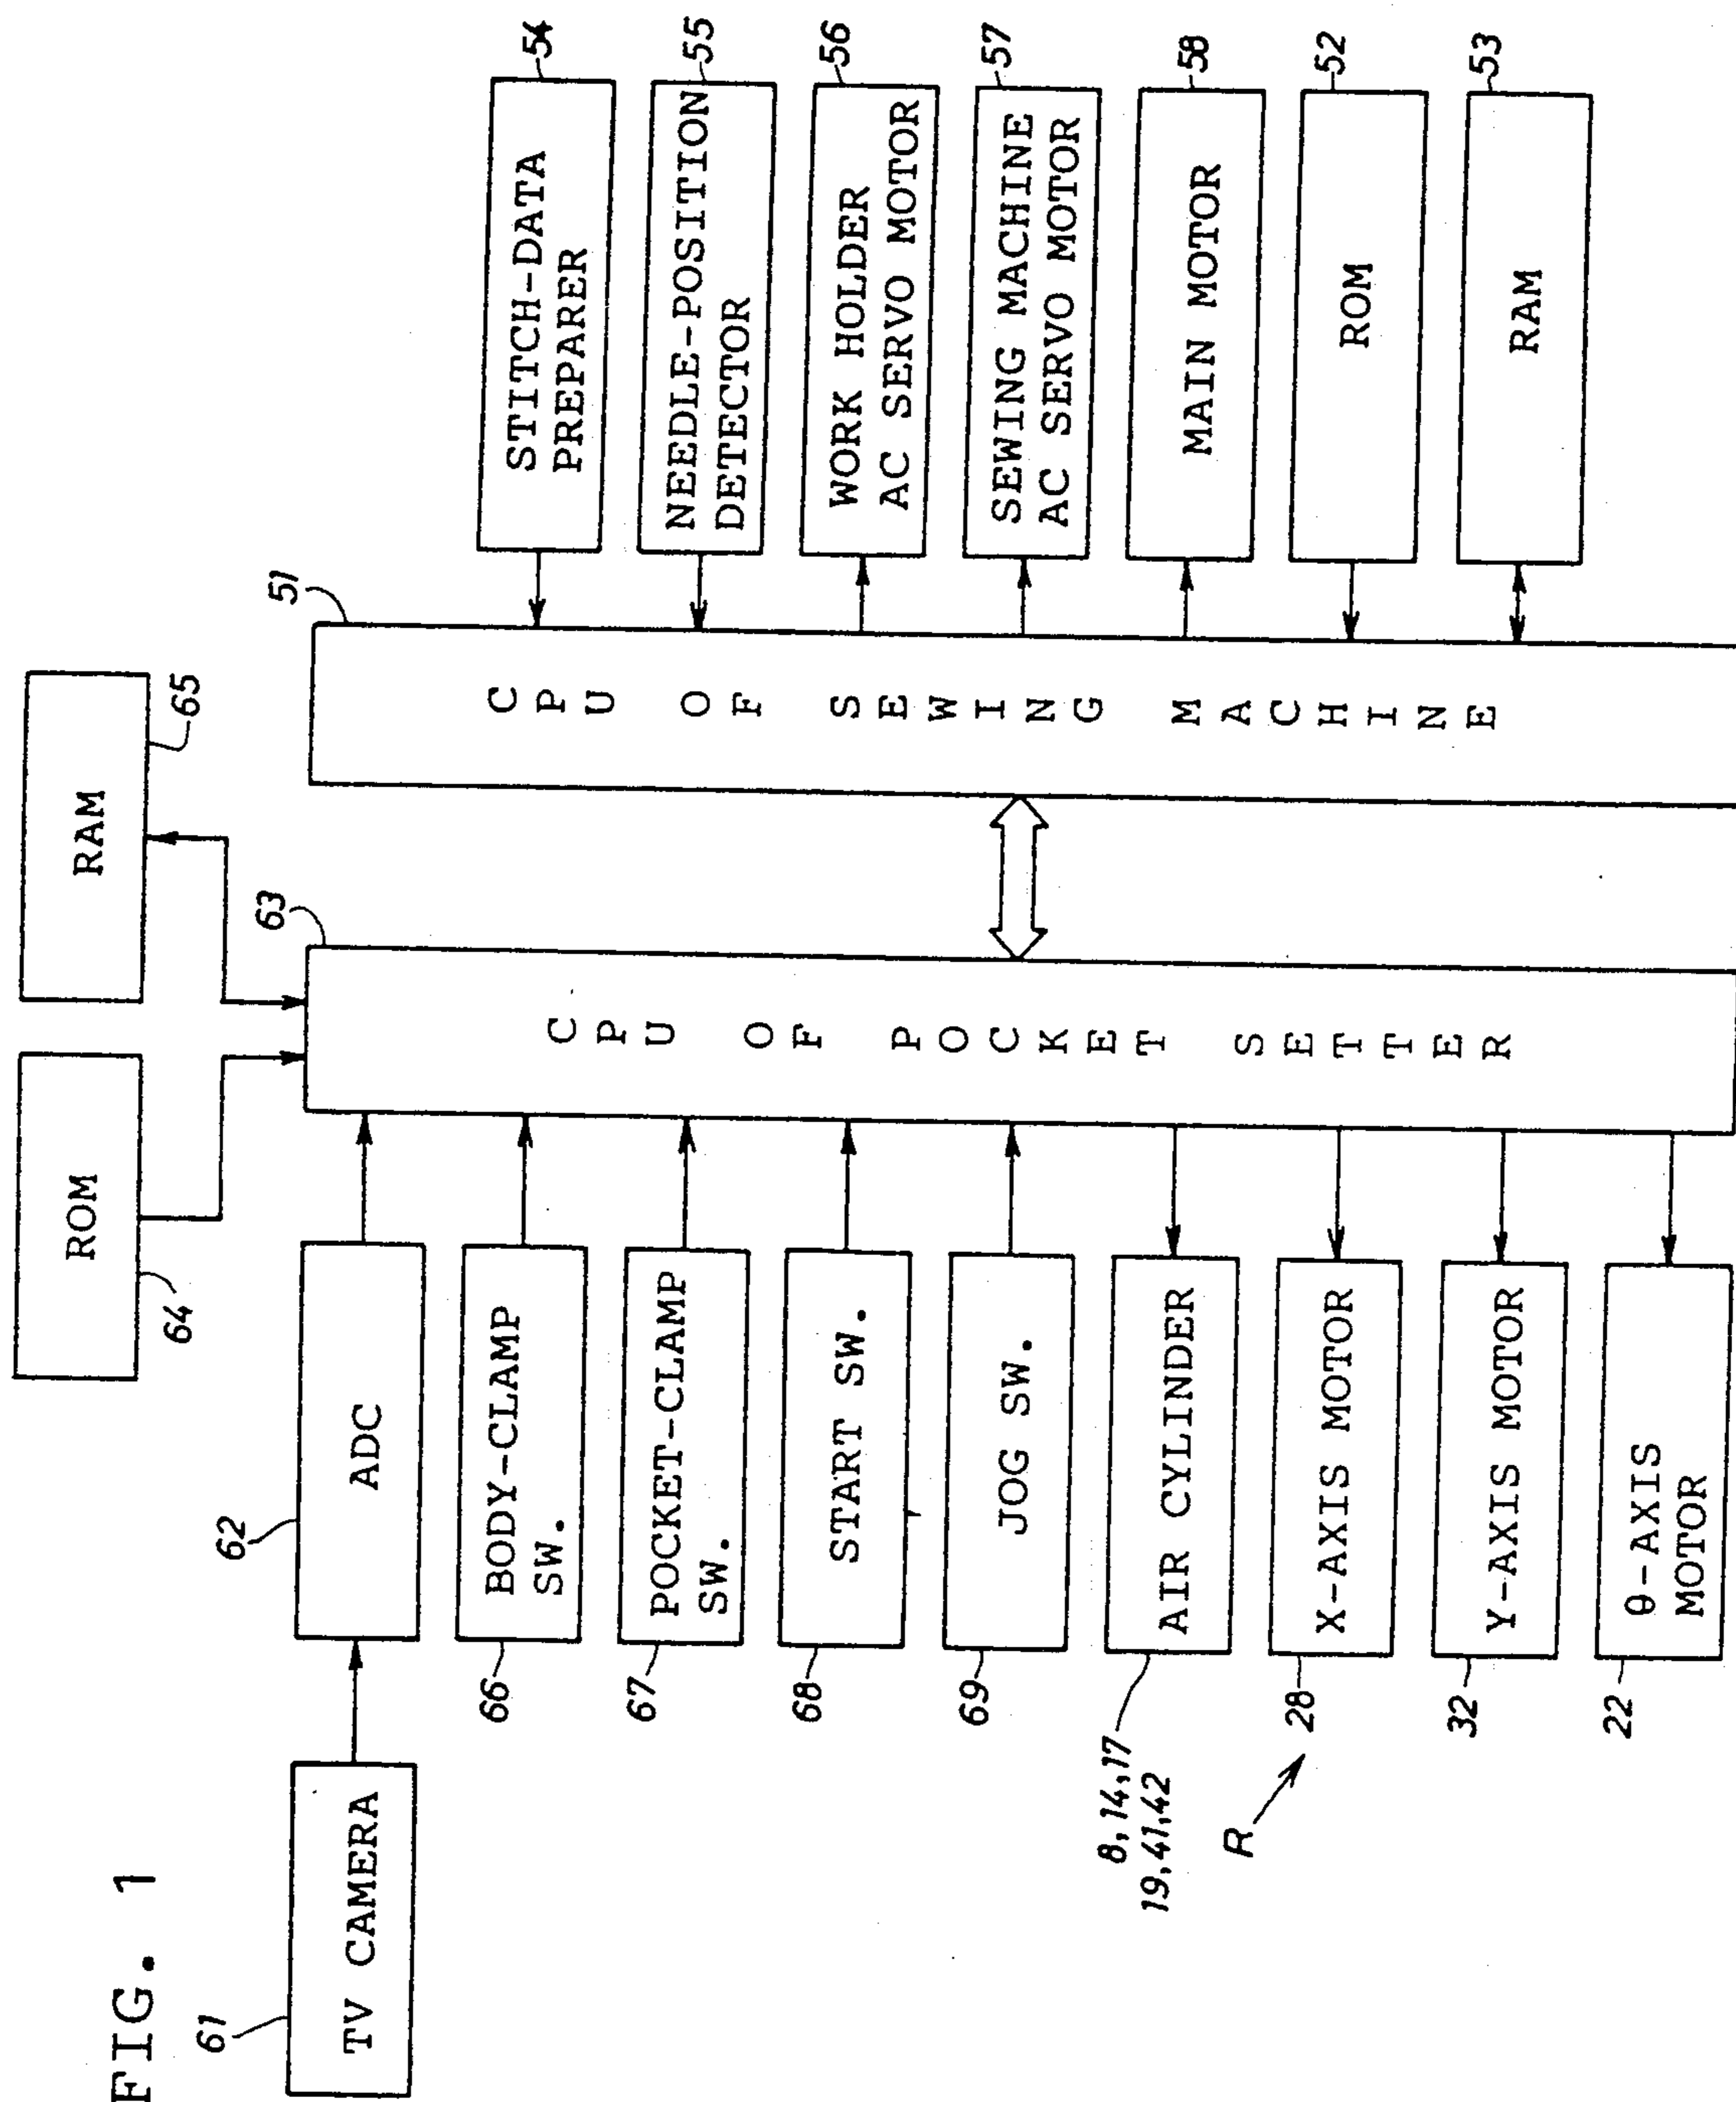 FIG. 1
61
TV CAMERA
62
ADC
66
BODY-CLAMP
SW.
67
POCKET-CLAMP
SW.
68
START SW.
69
JOG SW.
8,14,17
19,41,42
AIR CYLINDER
R
28
X-AXIS MOTOR
32
Y-AXIS MOTOR
22
θ-AXIS
MOTOR
64
ROM
65
RAM
63
CPU OF POCKET SETTER
51
CPU OF SEWING MACHINE
54
STITCH-DATA
PREPARER
55
NEEDLE-POSITION
DETECTOR
56
WORK HOLDER
AC SERVO MOTOR
57
SEWING MACHINE
AC SERVO MOTOR
58
MAIN MOTOR
52
ROM
53
RAM